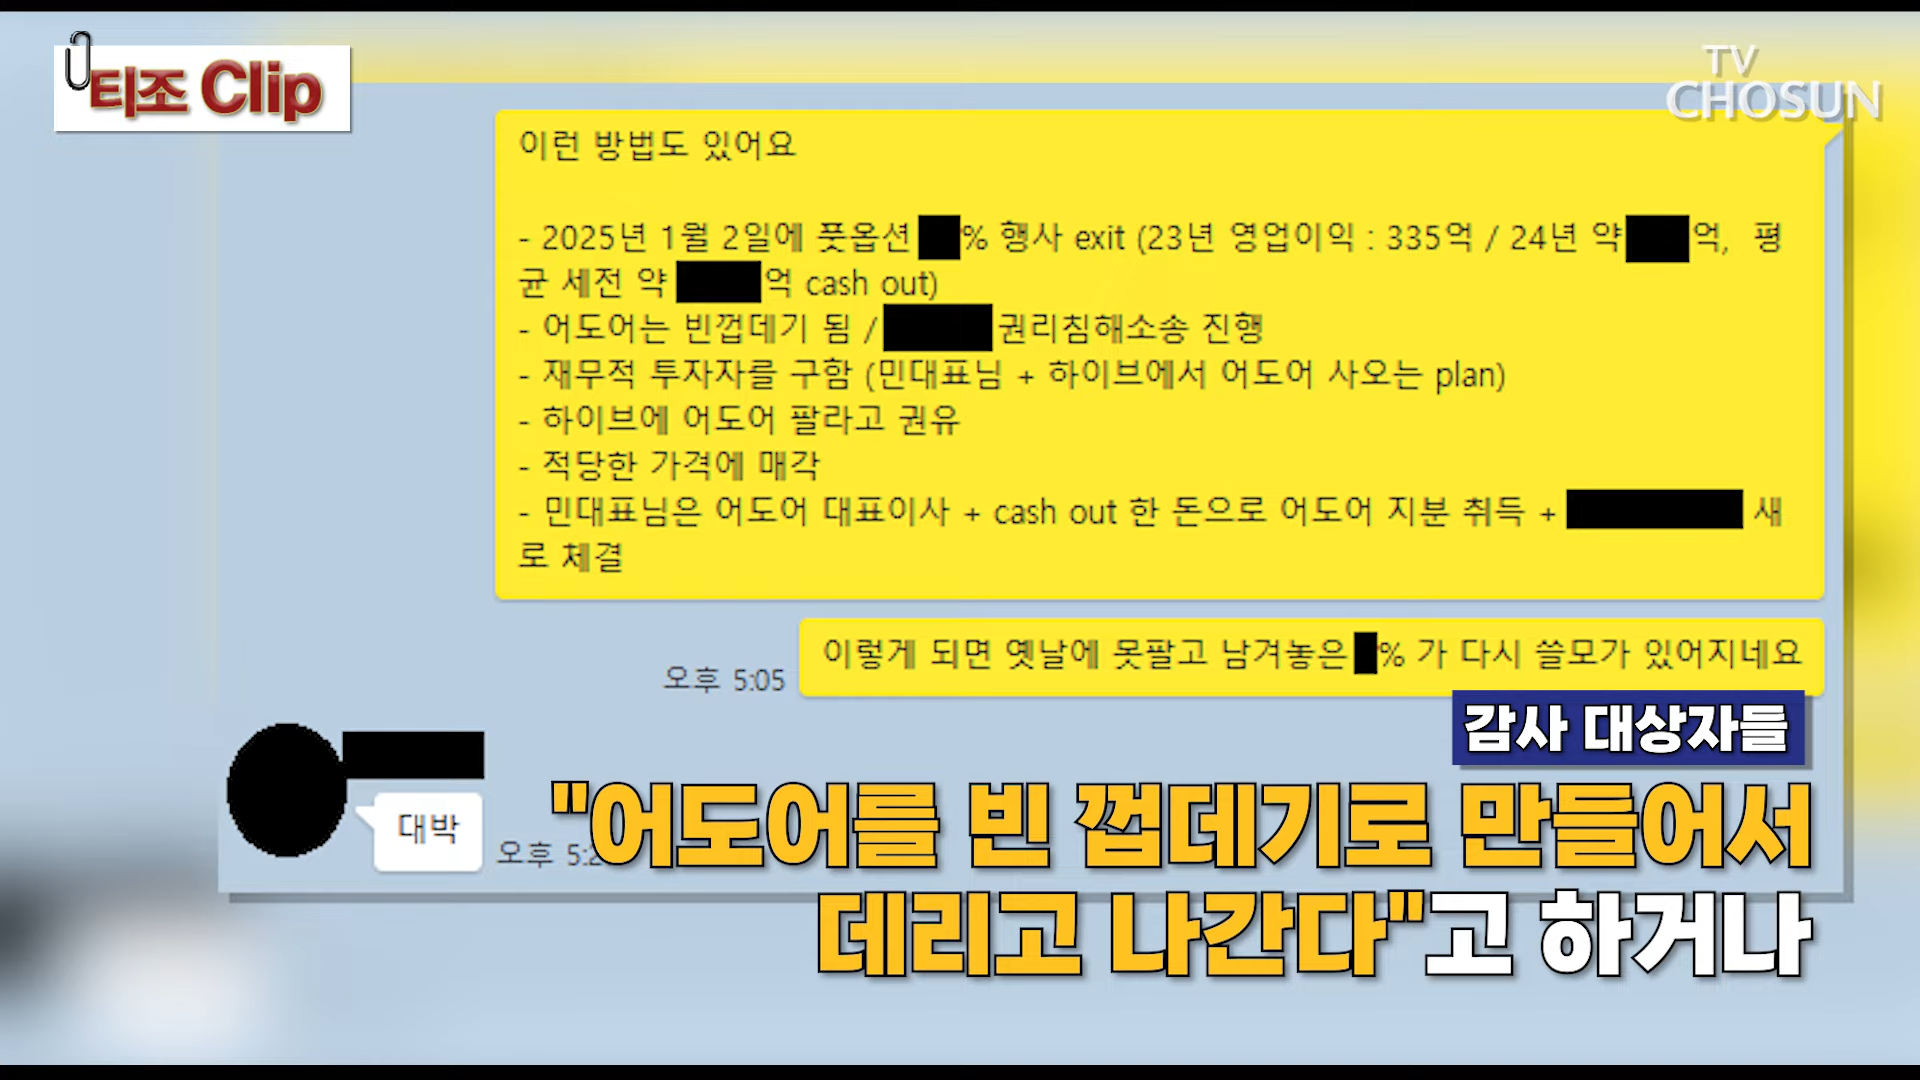 티조 Clip
TV
CHOSUN
이런 방법도 있어요
- 2025년 1월 2일에 풋옵션 % 행사 exit (23년 영업이익 : 335억 / 24년 약 억, 평
균 세전 약 억 cash out)
- 어도어는 빈껍데기 됨 / 권리침해소송 진행
- 재무적 투자자를 구함 (민대표님 + 하이브에서 어도어 사오는 plan)
- 하이브에 어도어 팔라고 권유
- 적당한 가격에 매각
- 민대표님은 어도어 대표이사 + cash out 한 돈으로 어도어 지분 취득 + 새
로 체결
이렇게 되면 옛날에 못팔고 남겨놓은 % 가 다시 쓸모가 있어지네요
오후 5:05
감사 대상자들
대박
오후
"어도어를 빈 껍데기로 만들어서
데리고 나간다"고 하거나